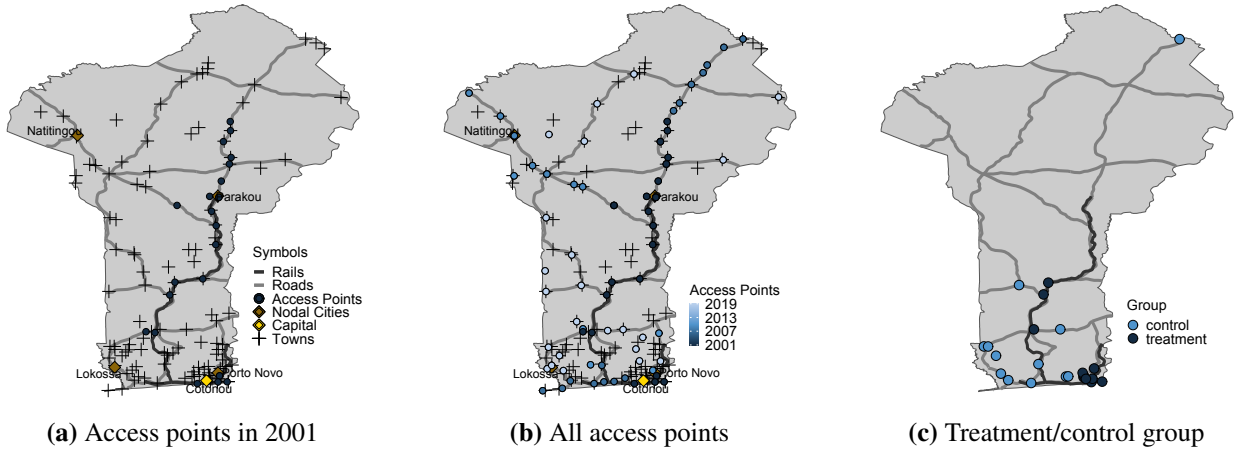 Natitingou
Parakou
Symbols
Rails
Roads
Access Points
Nodal Cities
Capital
Towns
Lokossa
Porto Novo
Cotonou
(a) Access points in 2001
Natitingou
Parakou
Access Points
2019
2013
2007
2001
Lokossa
Porto Novo
Cotonou
(b) All access points
Group
control
treatment
(c) Treatment/control group